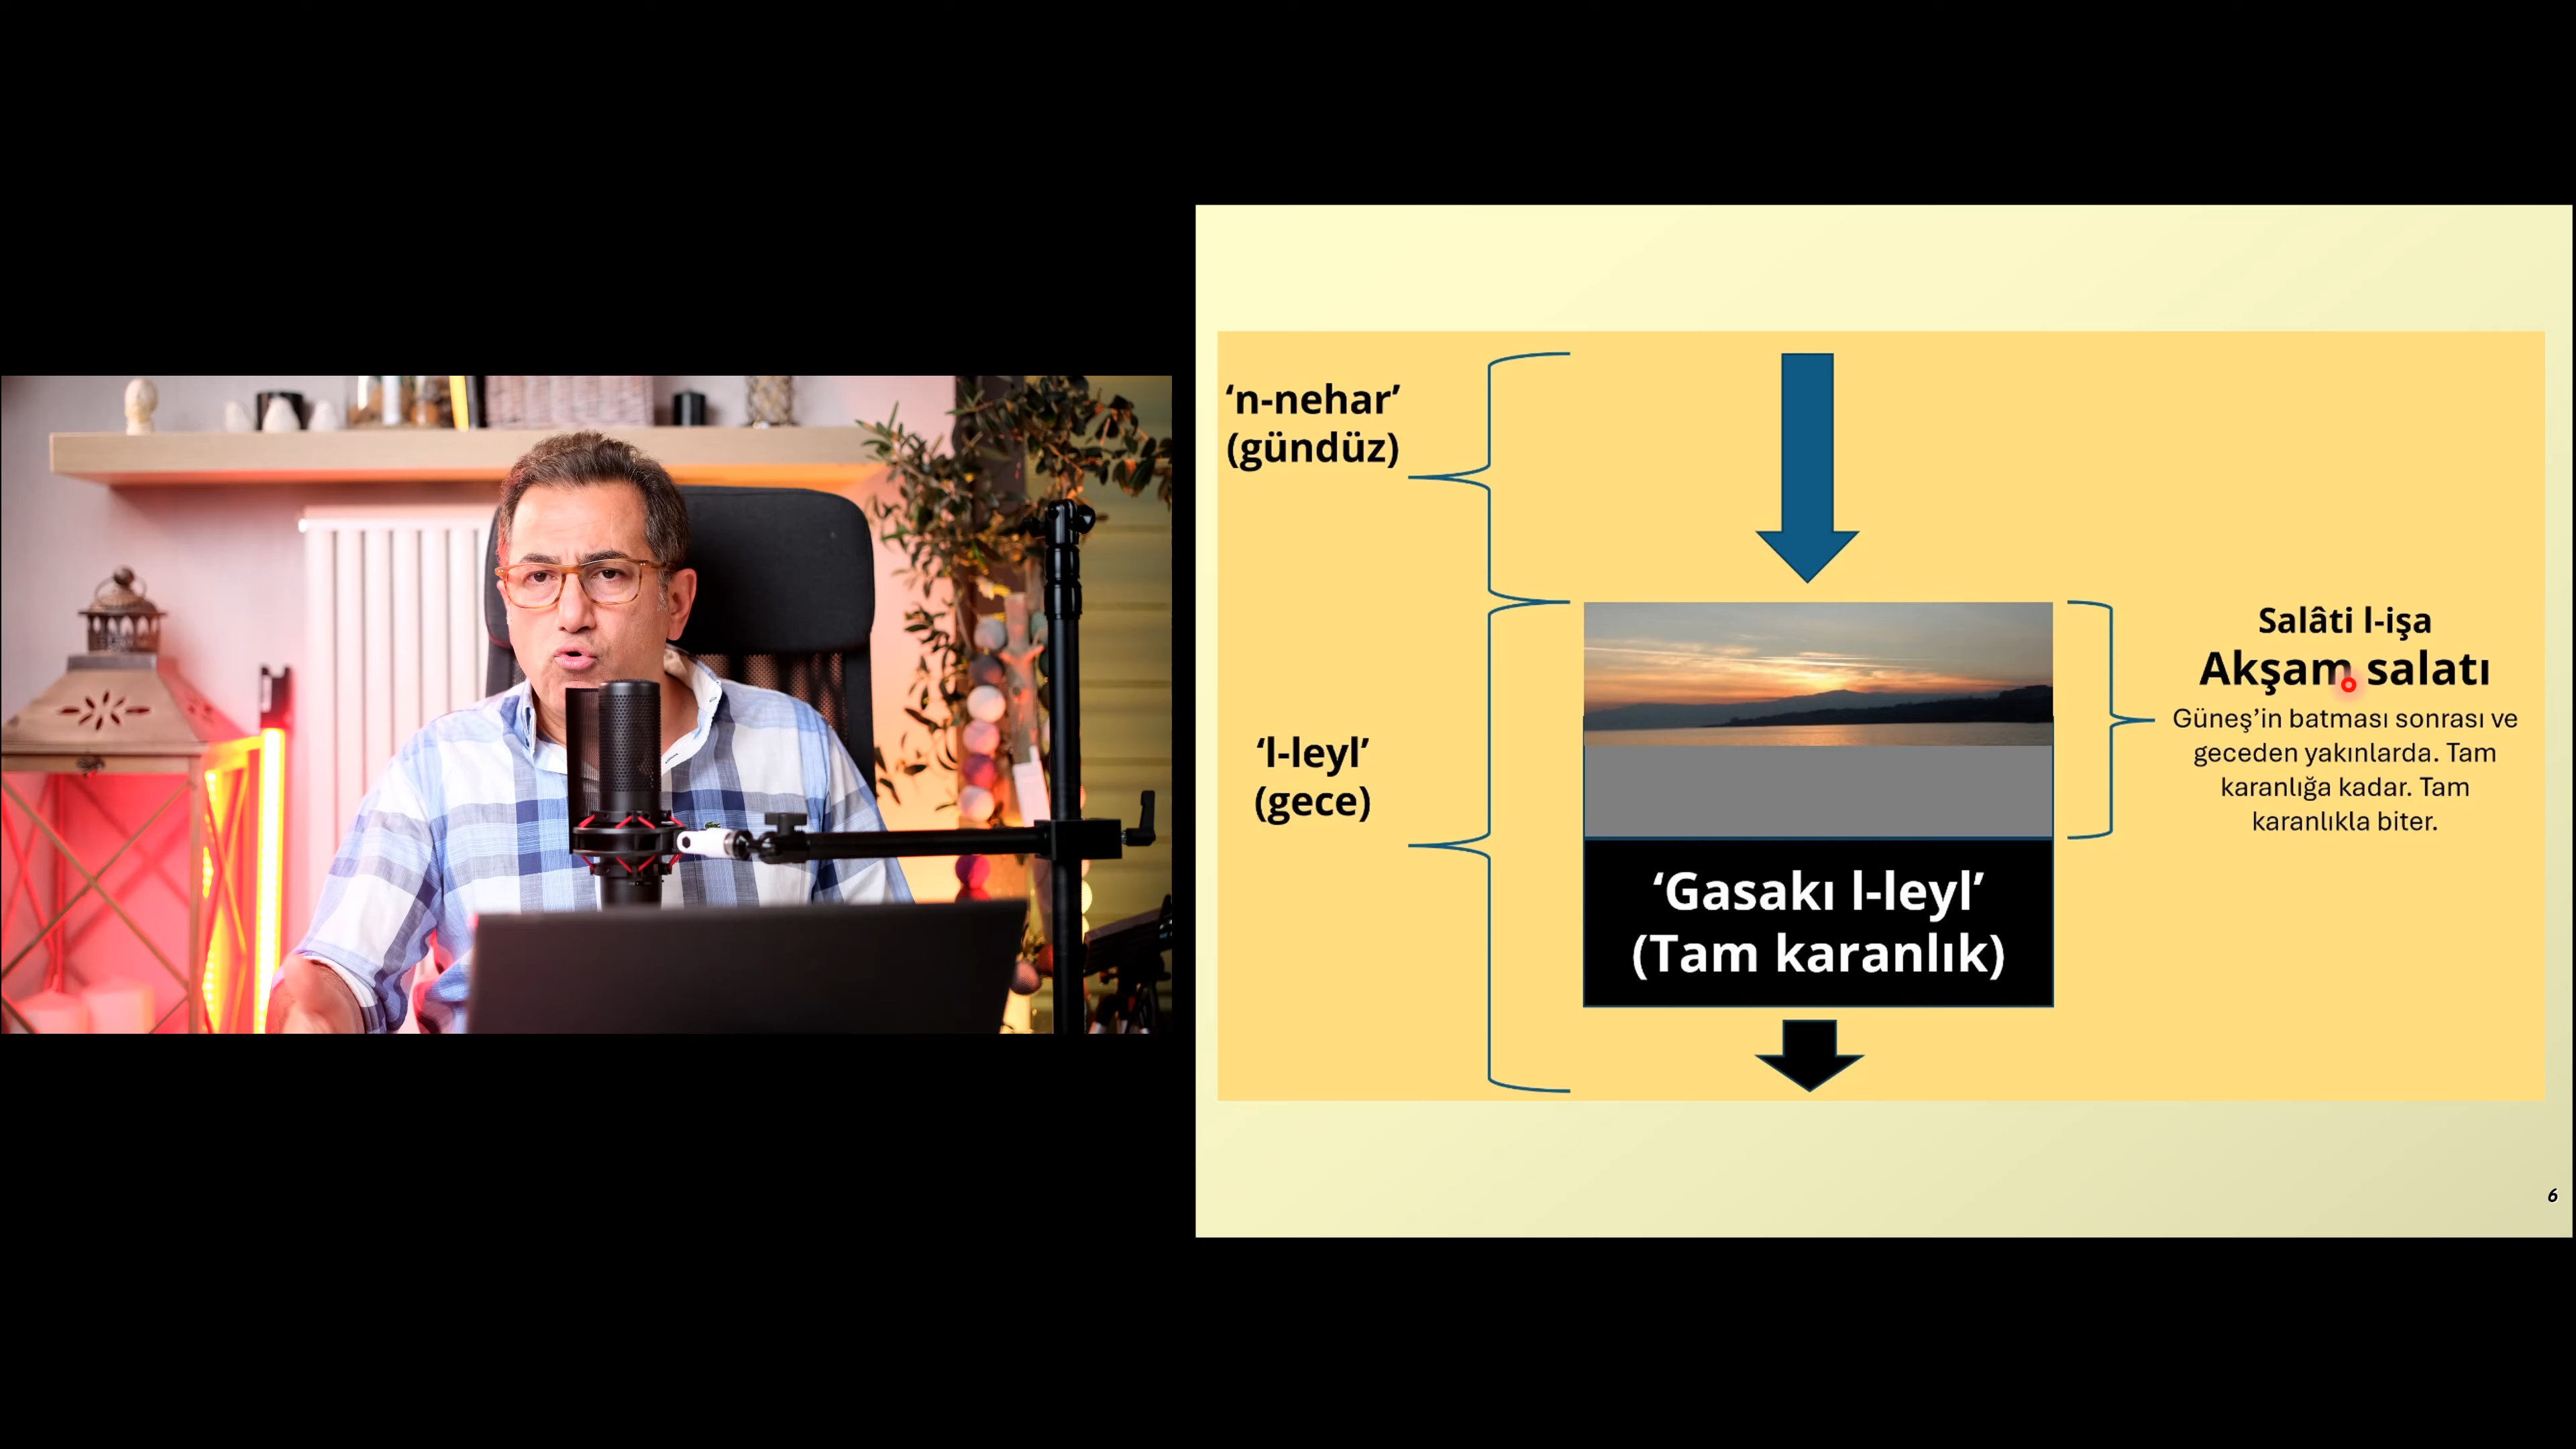 ‘n-nehar’
(gündüz)
‘l-leyl’
(gece)
‘Gasakı l-leyl’
(Tam karanlık)
Salâti l-işa
Akşam salatı
Güneş’in batması sonrası ve
geceden yakınlarda. Tam
karanlığa kadar. Tam
karanlıkla biter.
6